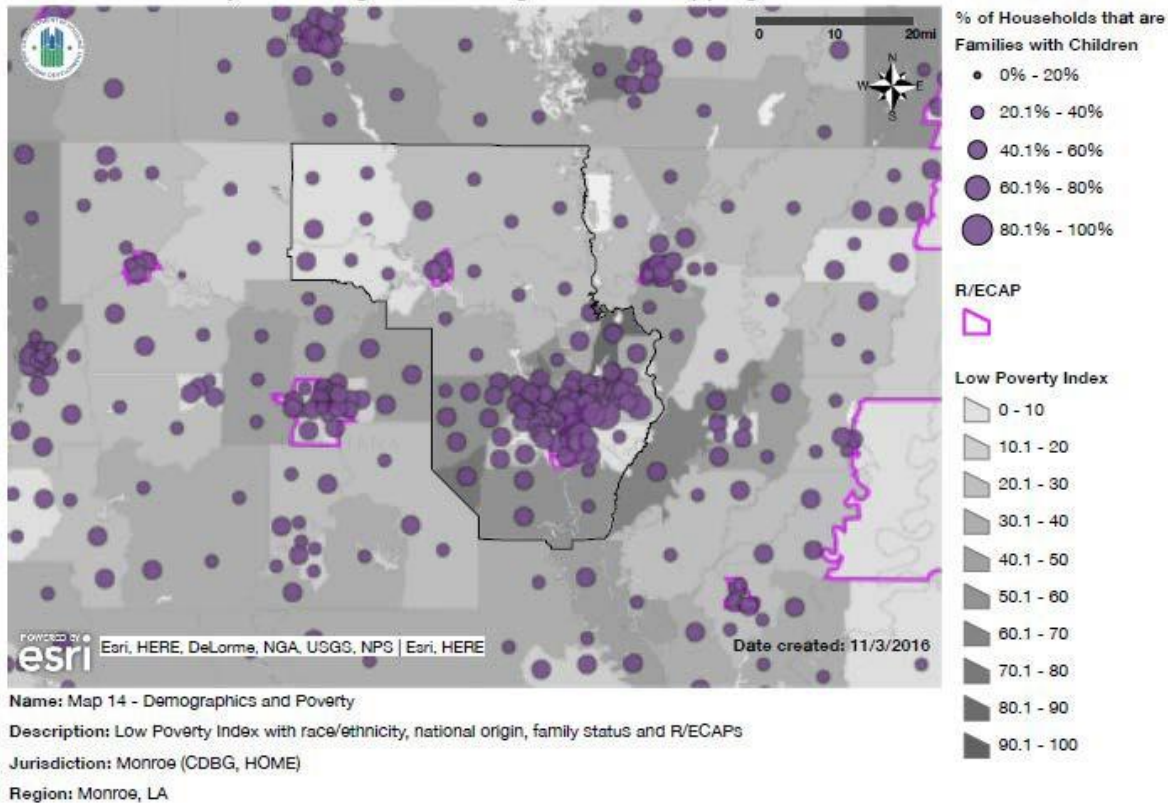 0 10 20mi
N
W E
S
% of Households that are
Families with Children
0% - 20%
20.1% - 40%
40.1% - 60%
60.1% - 80%
80.1% - 100%
R/ECAP
Low Poverty Index
0 - 10
10.1 - 20
20.1 - 30
30.1 - 40
40.1 - 50
50.1 - 60
60.1 - 70
70.1 - 80
80.1 - 90
90.1 - 100
POWERED BY
esri
Esri, HERE, DeLorme, NGA, USGS, NPS | Esri, HERE
Date created: 11/3/2016
Name: Map 14 - Demographics and Poverty
Description: Low Poverty Index with race/ethnicity, national origin, family status and R/ECAPs
Jurisdiction: Monroe (CDBG, HOME)
Region: Monroe, LA